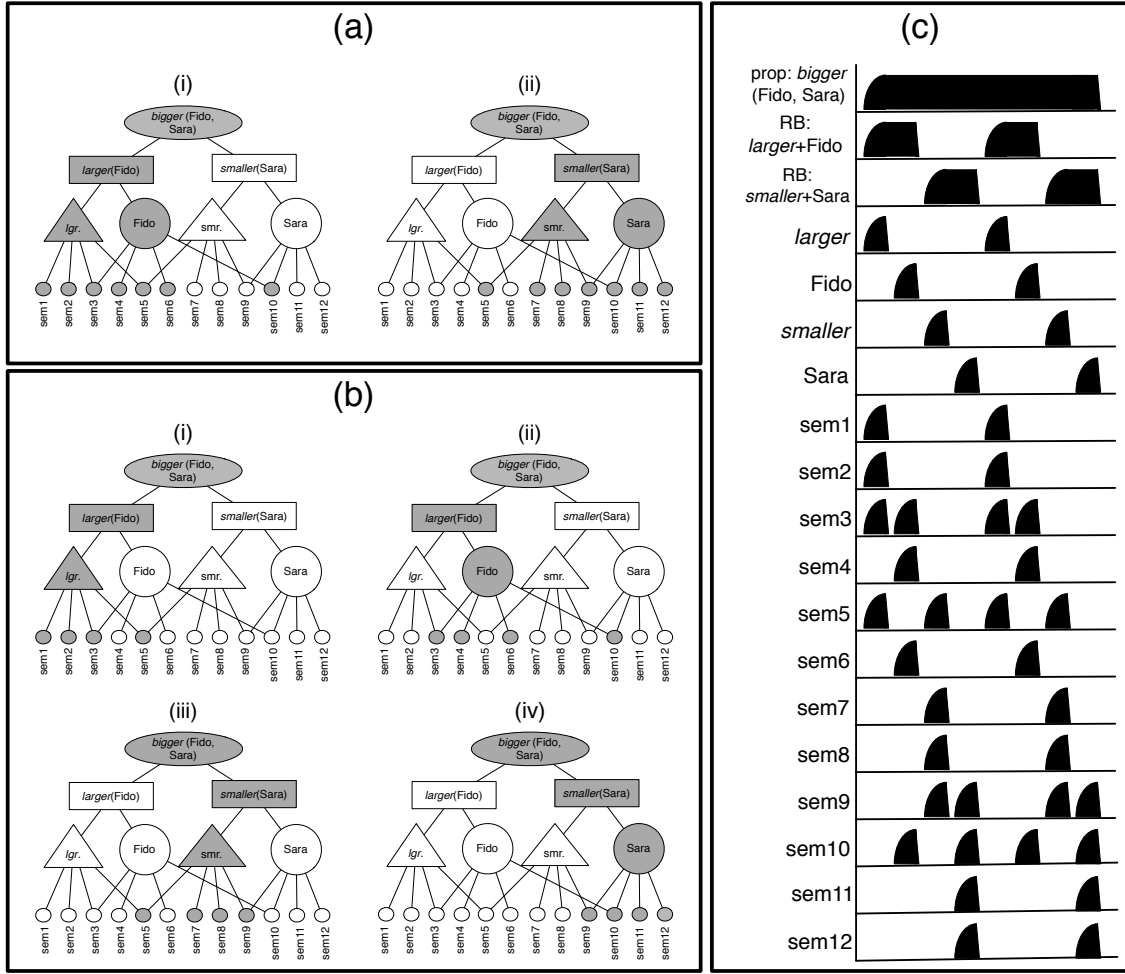 (a)
(i)
bigger (Fido,
Sara)
larger(Fido)
smaller(Sara)
lgr.
Fido
smr.
Sara
sem1
sem2
sem3
sem4
sem5
sem6
sem7
sem8
sem9
sem10
sem11
sem12
(ii)
bigger (Fido,
Sara)
larger(Fido)
smaller(Sara)
lgr.
Fido
smr.
Sara
sem1
sem2
sem3
sem4
sem5
sem6
sem7
sem8
sem9
sem10
sem11
sem12
(b)
(i)
bigger (Fido,
Sara)
larger(Fido)
smaller(Sara)
lgr.
Fido
smr.
Sara
sem1
sem2
sem3
sem4
sem5
sem6
sem7
sem8
sem9
sem10
sem11
sem12
(ii)
bigger (Fido,
Sara)
larger(Fido)
smaller(Sara)
lgr.
Fido
smr.
Sara
sem1
sem2
sem3
sem4
sem5
sem6
sem7
sem8
sem9
sem10
sem11
sem12
(iii)
bigger (Fido,
Sara)
larger(Fido)
smaller(Sara)
lgr.
Fido
smr.
Sara
sem1
sem2
sem3
sem4
sem5
sem6
sem7
sem8
sem9
sem10
sem11
sem12
(iv)
bigger (Fido,
Sara)
larger(Fido)
smaller(Sara)
lgr.
Fido
smr.
Sara
sem1
sem2
sem3
sem4
sem5
sem6
sem7
sem8
sem9
sem10
sem11
sem12
(c)
prop: bigger
(Fido, Sara)
RB:
larger+Fido
RB:
smaller+Sara
larger
Fido
smaller
Sara
sem1
sem2
sem3
sem4
sem5
sem6
sem7
sem8
sem9
sem10
sem11
sem12